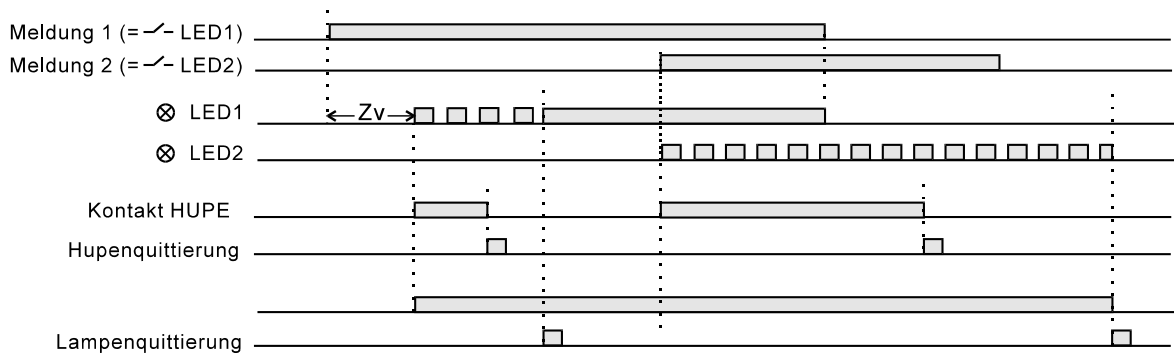 Meldung 1 (= LED1)
Meldung 2 (= LED2)
LED1
Zv
LED2
Kontakt HUPE
Hupenquittierung
Lampenquittierung